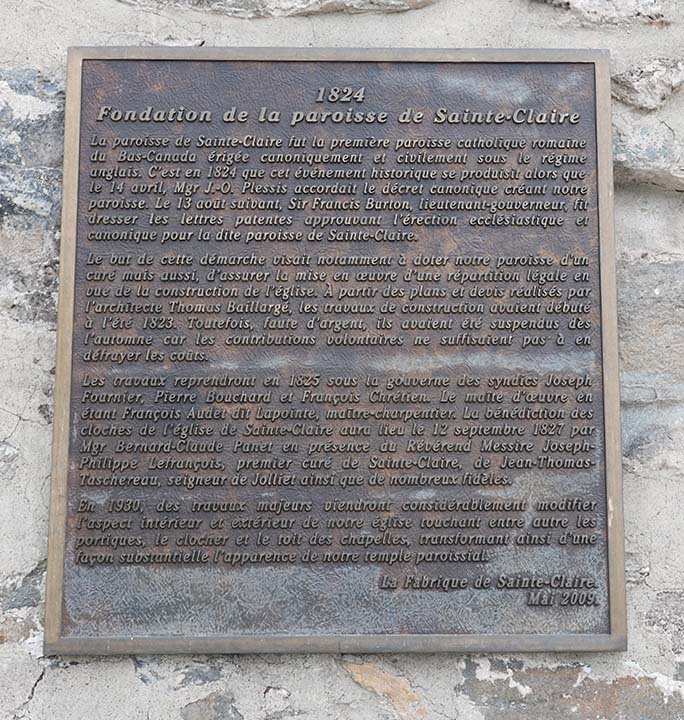 1824
Fondation de la paroisse de Sainte-Claire
La paroisse de Sainte-Claire fut la première paroisse catholique romaine
du Bas-Canada érigée canoniquement et civilement sous le régime
anglais. C'est en 1824 que cet événement historique se produisit alors que
le 14 avril, Mgr J.-O. Plessis accordait le décret canonique créant notre
paroisse. Le 13 août suivant, Sir Francis Burton, lieutenant-gouverneur, fit
dresser les lettres patentes approuvant l'érection ecclésiastique et
canonique pour la dite paroisse de Sainte-Claire.
Le but de cette démarche visait notamment à doter notre paroisse d'un
curé mais aussi, d'assurer la mise en œuvre d'une répartition légale en
vue de la construction de l'église. À partir des plans et devis réalisés par
l'architecte Thomas Baillargé, les travaux de construction avaient débuté
à l'été 1823. Toutefois, faute d'argent, ils avaient été suspendus dès
l'automne car les contributions volontaires ne suffisaient pas à en
défrayer les coûts.
Les travaux reprendront en 1825 sous la gouverne des syndics Joseph
Fournier, Pierre Bouchard et François Chrétien. Le maîte d'œuvre en
étant François Audet dit Lapointe, maître-charpentier. La bénédiction des
cloches de l'église de Sainte-Claire aura lieu le 12 septembre 1827 par
Mgr Bernard-Claude Panet en présence du Révérend Messire Joseph-
Philippe Lefrançois, premier curé de Sainte-Claire, de Jean-Thomas-
Taschereau, seigneur de Jolliet ainsi que de nombreux fidèles.
En 1930, des travaux majeurs viendront considérablement modifier
l'aspect intérieur et extérieur de notre église touchant entre autre les
portiques, le clocher et le toit des chapelles, transformant ainsi d'une
façon substantielle l'apparence de notre temple paroissial.
La Fabrique de Sainte-Claire.
Mai 2009.